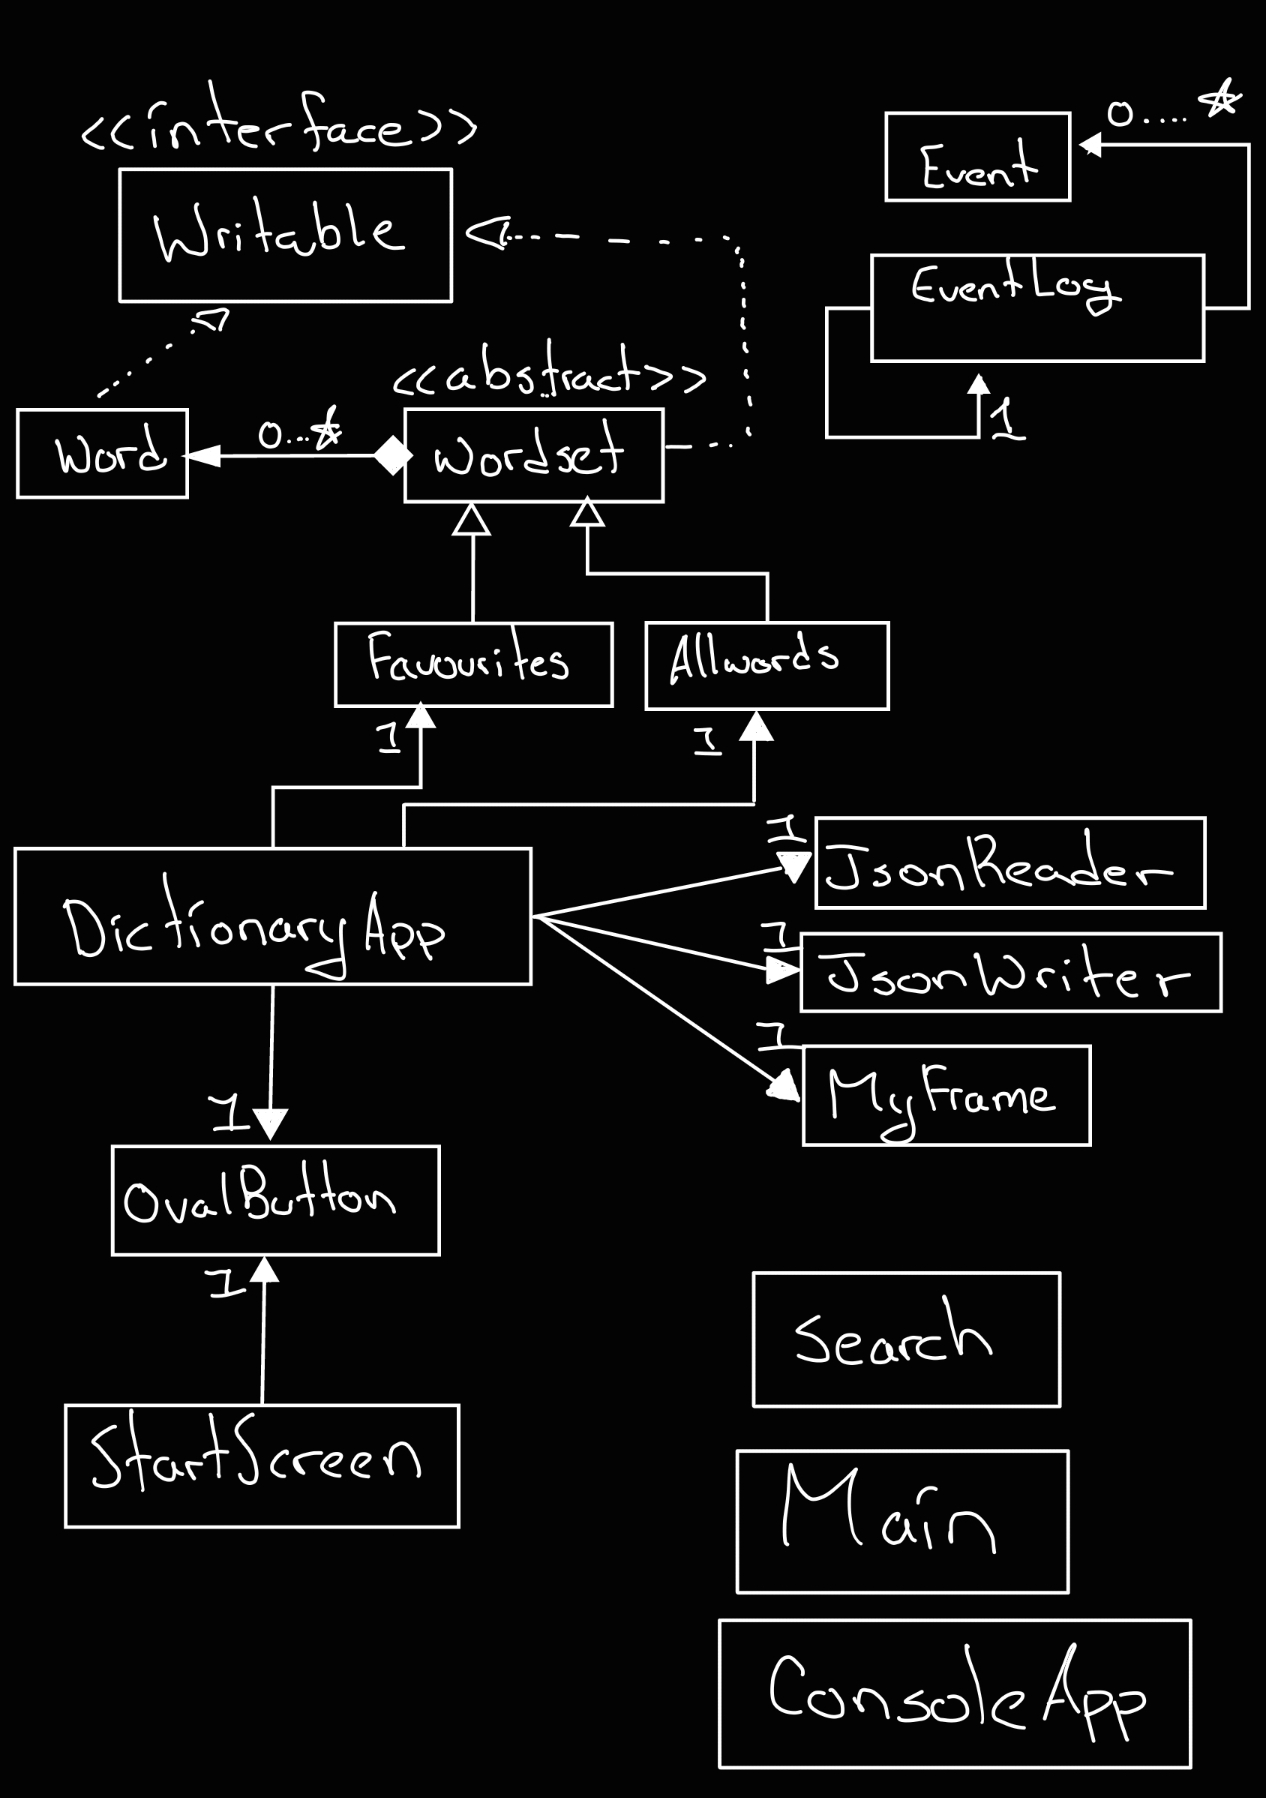 <<interface>>
Writable
0....*
Event
EventLog
1
<<abstract>>
Word
0...*
Wordset
Favourites
Allwords
1
1
DictionaryApp
1
JsonReader
1
JsonWriter
1
MyFrame
1
OvalButton
1
StartScreen
Search
Main
ConsoleApp